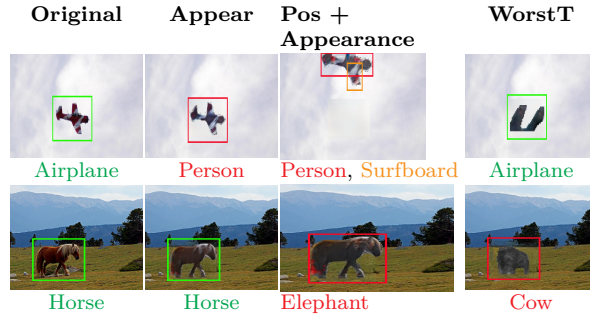 Original Appear Pos + WorstT
Appearance
Airplane Person Person, Surfboard Airplane
Horse Horse Elephant Cow